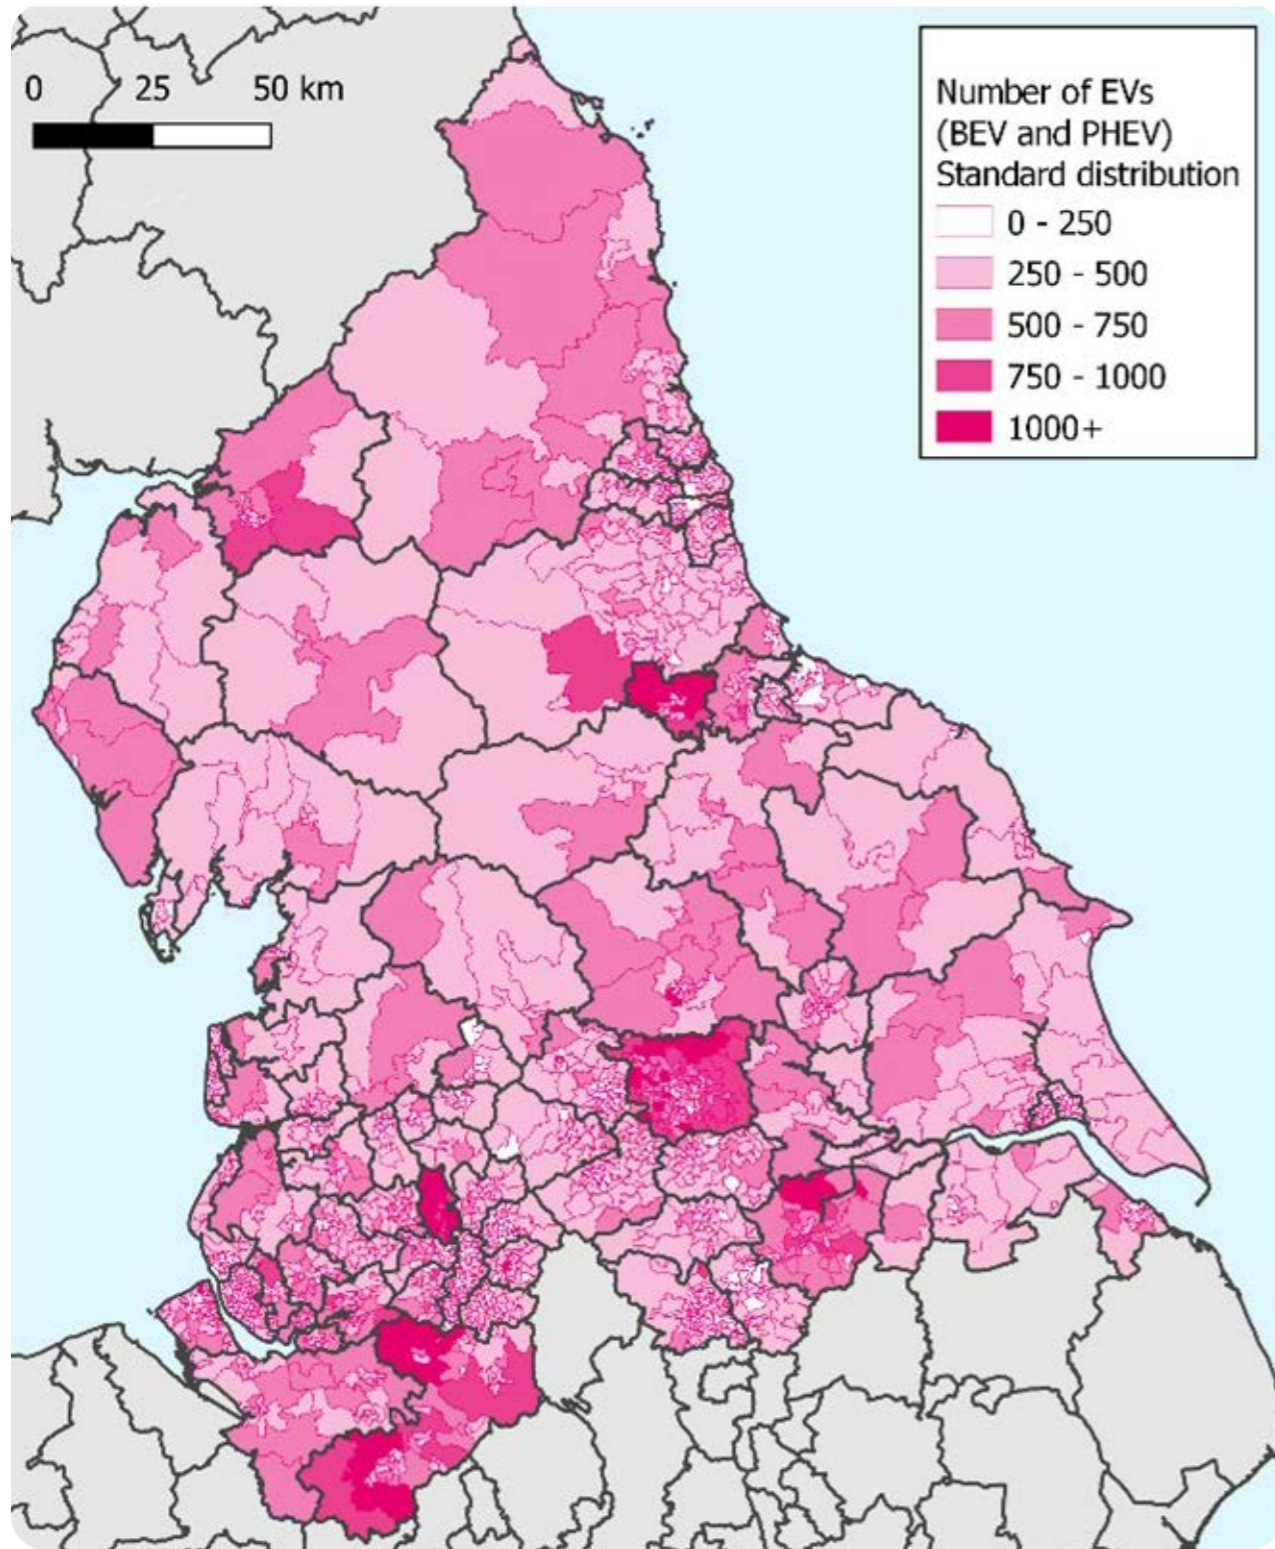 0 25 50 km
Number of EVs
(BEV and PHEV)
Standard distribution
0 - 250
250 - 500
500 - 750
750 - 1000
1000+